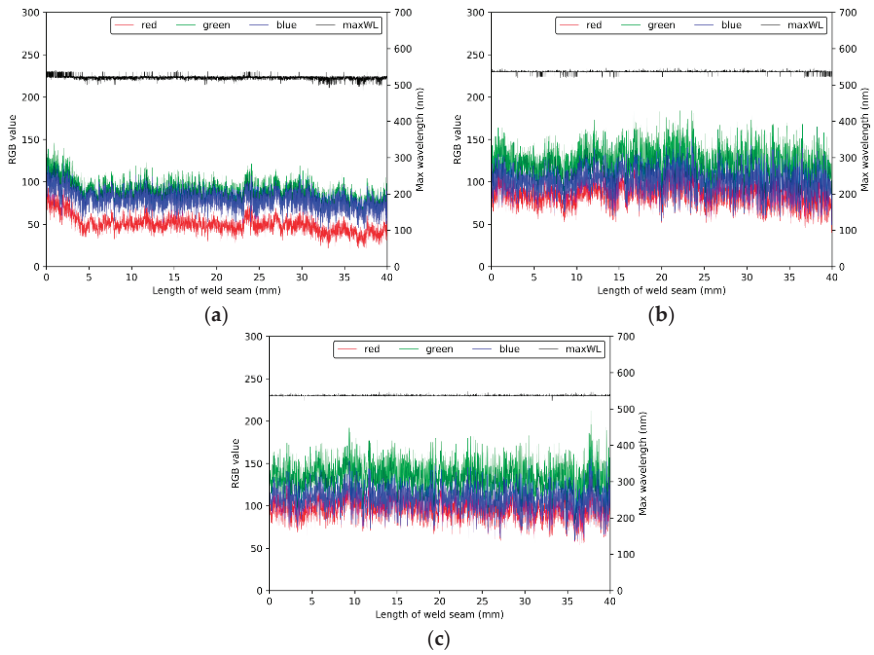 red green blue maxWL
300 250 200 150 100 50 0
RGB value
700 600 500 400 300 200 100 0
Max wavelength (nm)
0 5 10 15 20 25 30 35 40
Length of weld seam (mm)
(a)
red green blue maxWL
300 250 200 150 100 50 0
RGB value
700 600 500 400 300 200 100 0
Max wavelength (nm)
0 5 10 15 20 25 30 35 40
Length of weld seam (mm)
(b)
red green blue maxWL
300 250 200 150 100 50 0
RGB value
700 600 500 400 300 200 100 0
Max wavelength (nm)
0 5 10 15 20 25 30 35 40
Length of weld seam (mm)
(c)